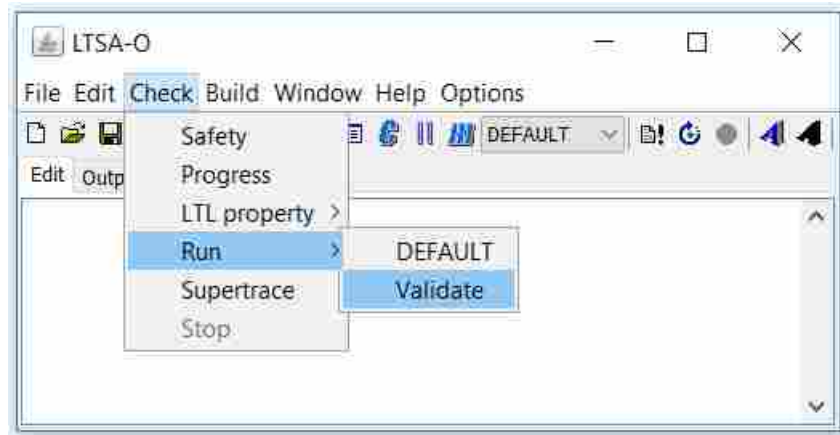 LTSA-O
File Edit Check Build Window Help Options
DEFAULT
Edit Outp
Safety
Progress
LTL property >
Run >
Supertrace
Stop
DEFAULT
Validate